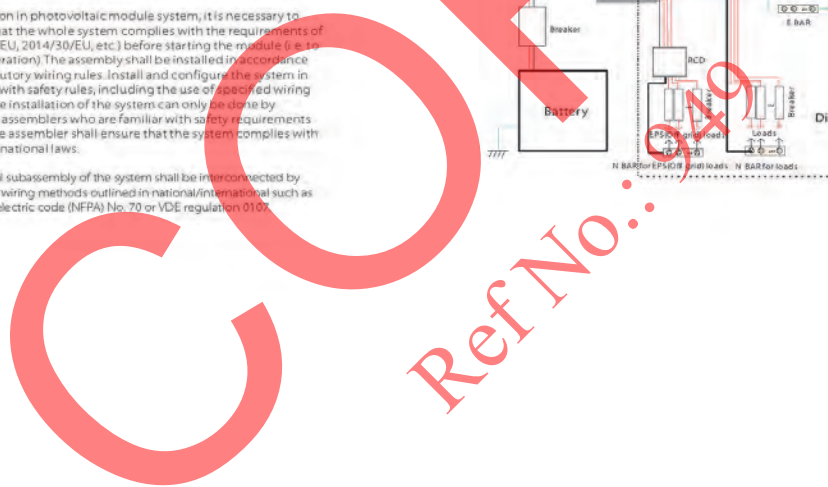 on in photovoltaic module system, it is necessary to
at the whole system complies with the requirements of
EU, 2014/30/EU, etc.) before starting the module (i.e. to
ration). The assembly shall be installed in accordance
utory wiring rules. Install and configure the system in
with safety rules, including the use of specified wiring
e installation of the system can only be done by
assemblers who are familiar with safety requirements
e assembler shall ensure that the system complies with
national laws.
l subassembly of the system shall be interconnected by
wiring methods outlined in national/international such as
lectric code (NFPA) No. 70 or VDE regulation 0107.
E BAR
Breaker
RCD
Battery
Breaker
Breaker
EPS(Off-grid) loads
Loads
Di
N BAR for EPS(Off-grid) loads
N BAR for loads
COP
Ref No.: 949